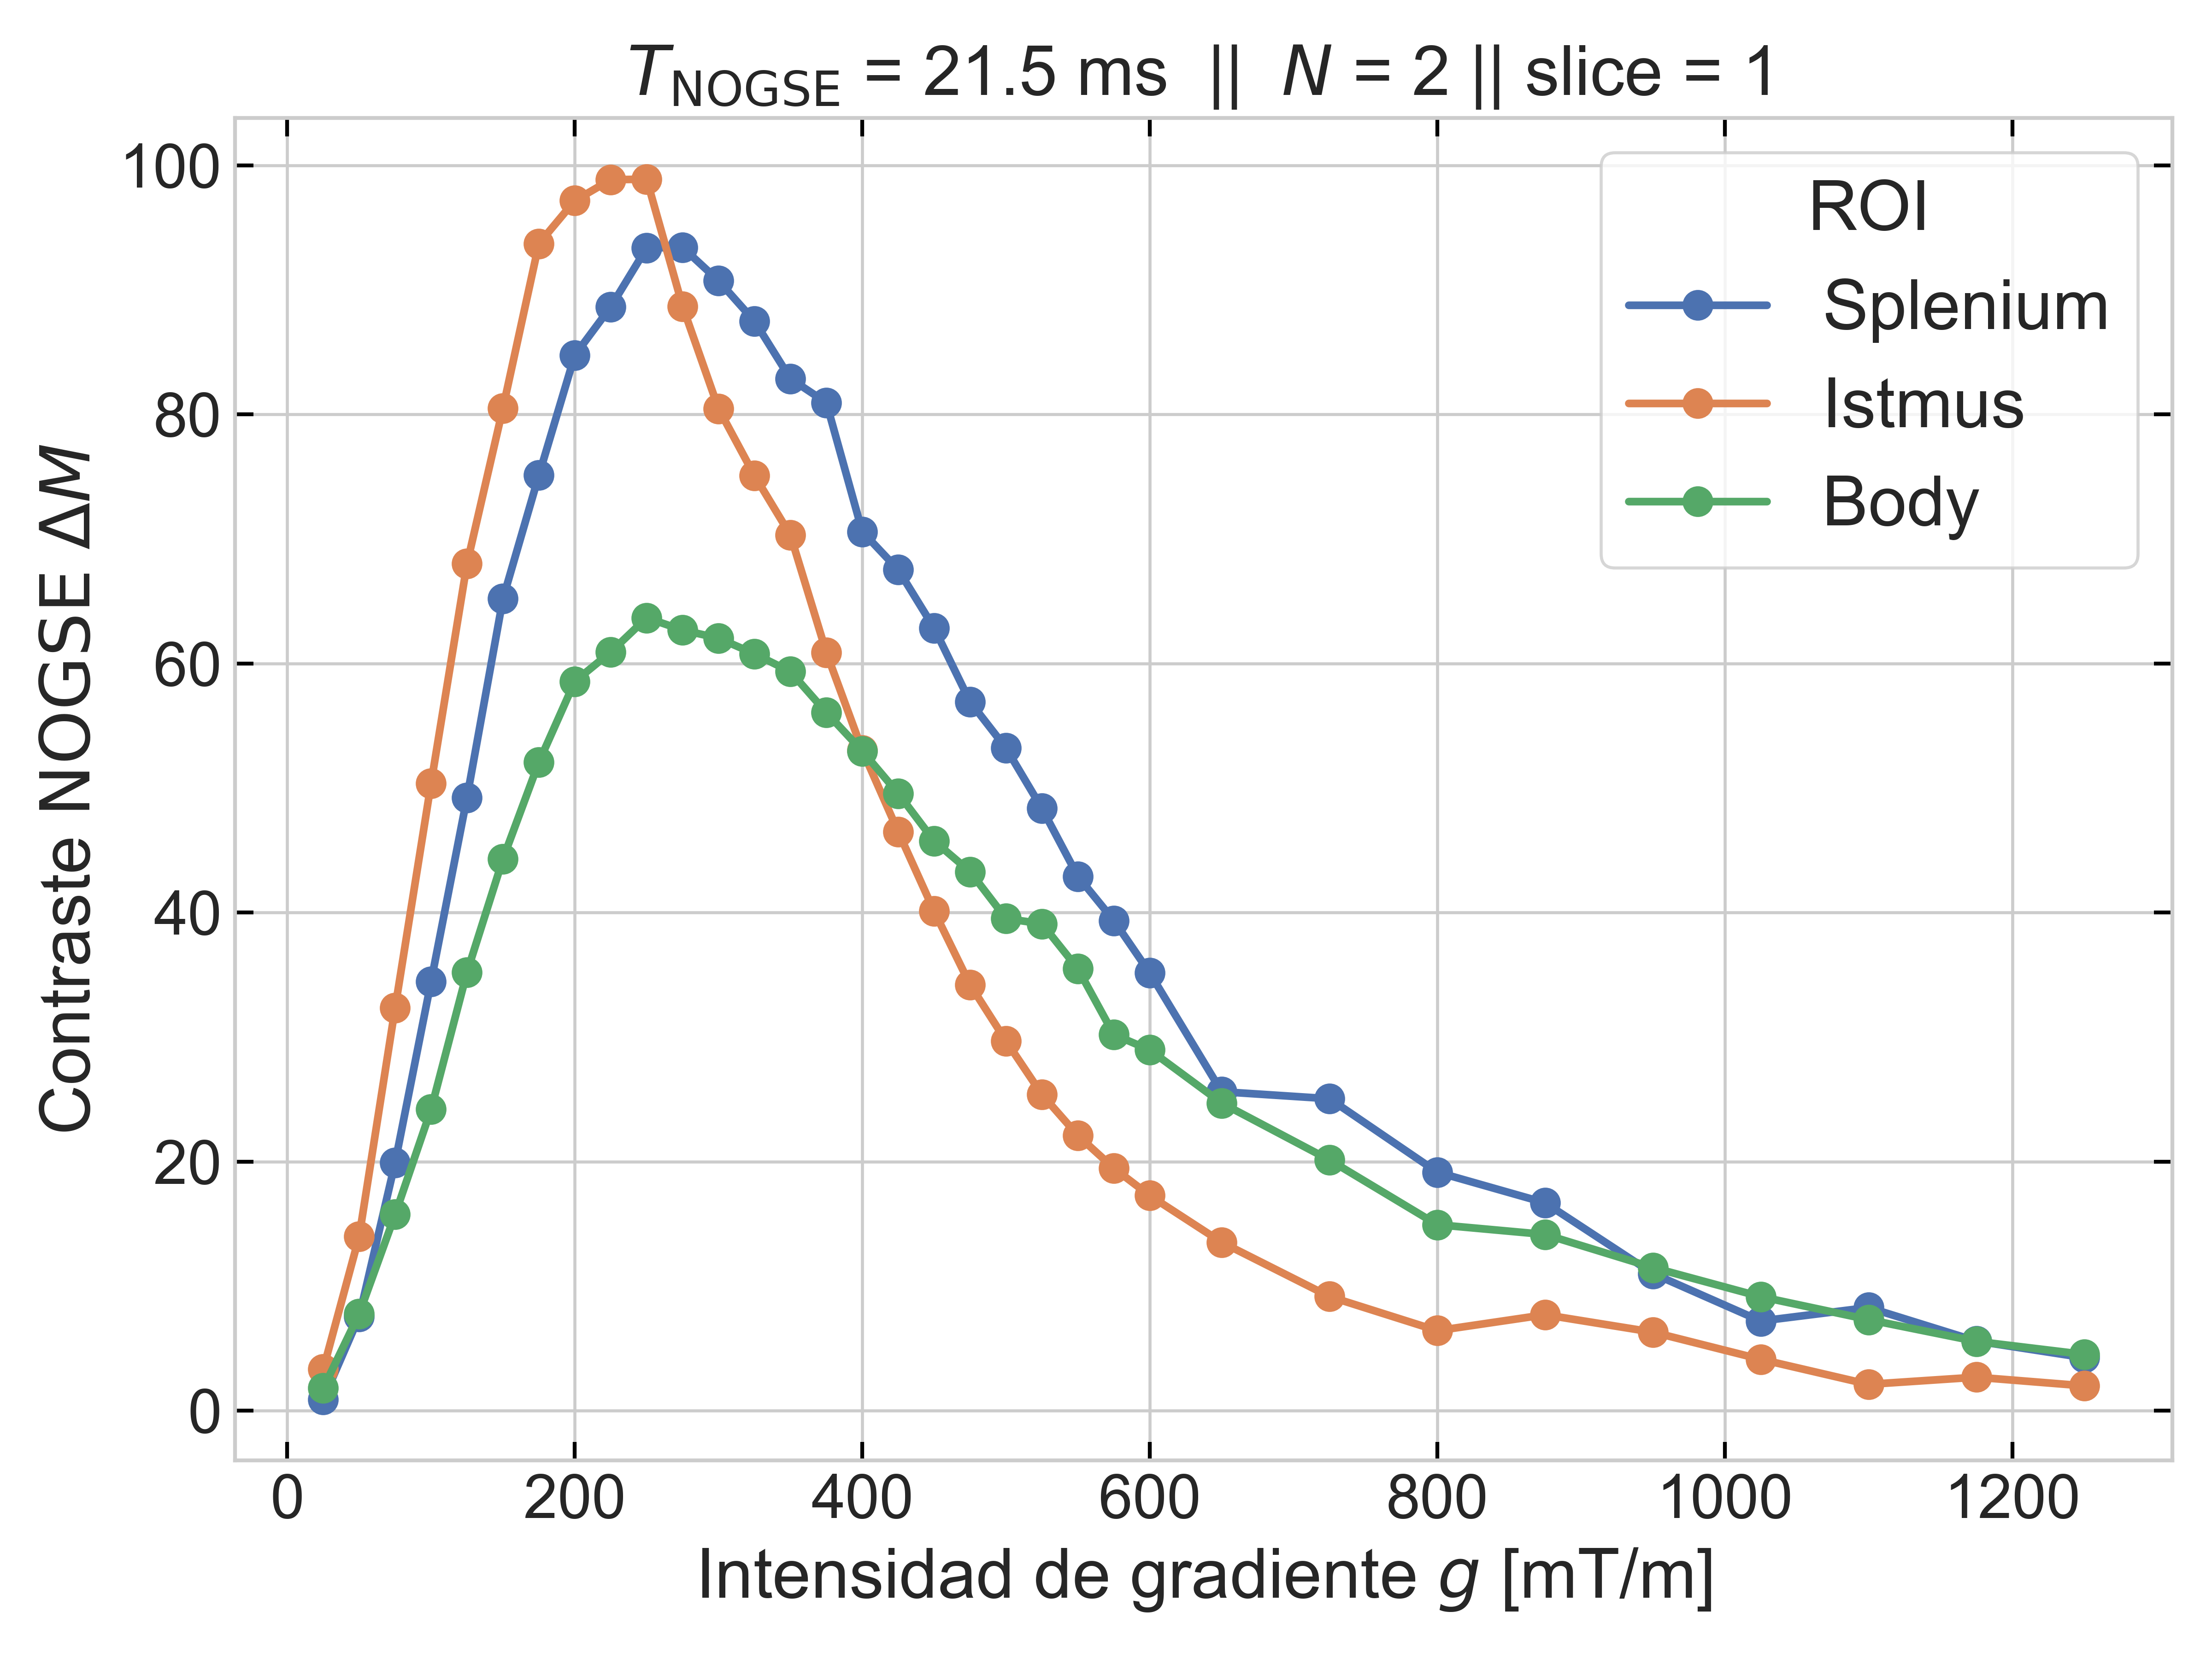 T_NOGSE = 21.5 ms || N = 2 || slice = 1
100
80
60
40
20
0
Contraste NOGSE ΔM
ROI
Splenium
Istmus
Body
0 200 400 600 800 1000 1200
Intensidad de gradiente g [mT/m]